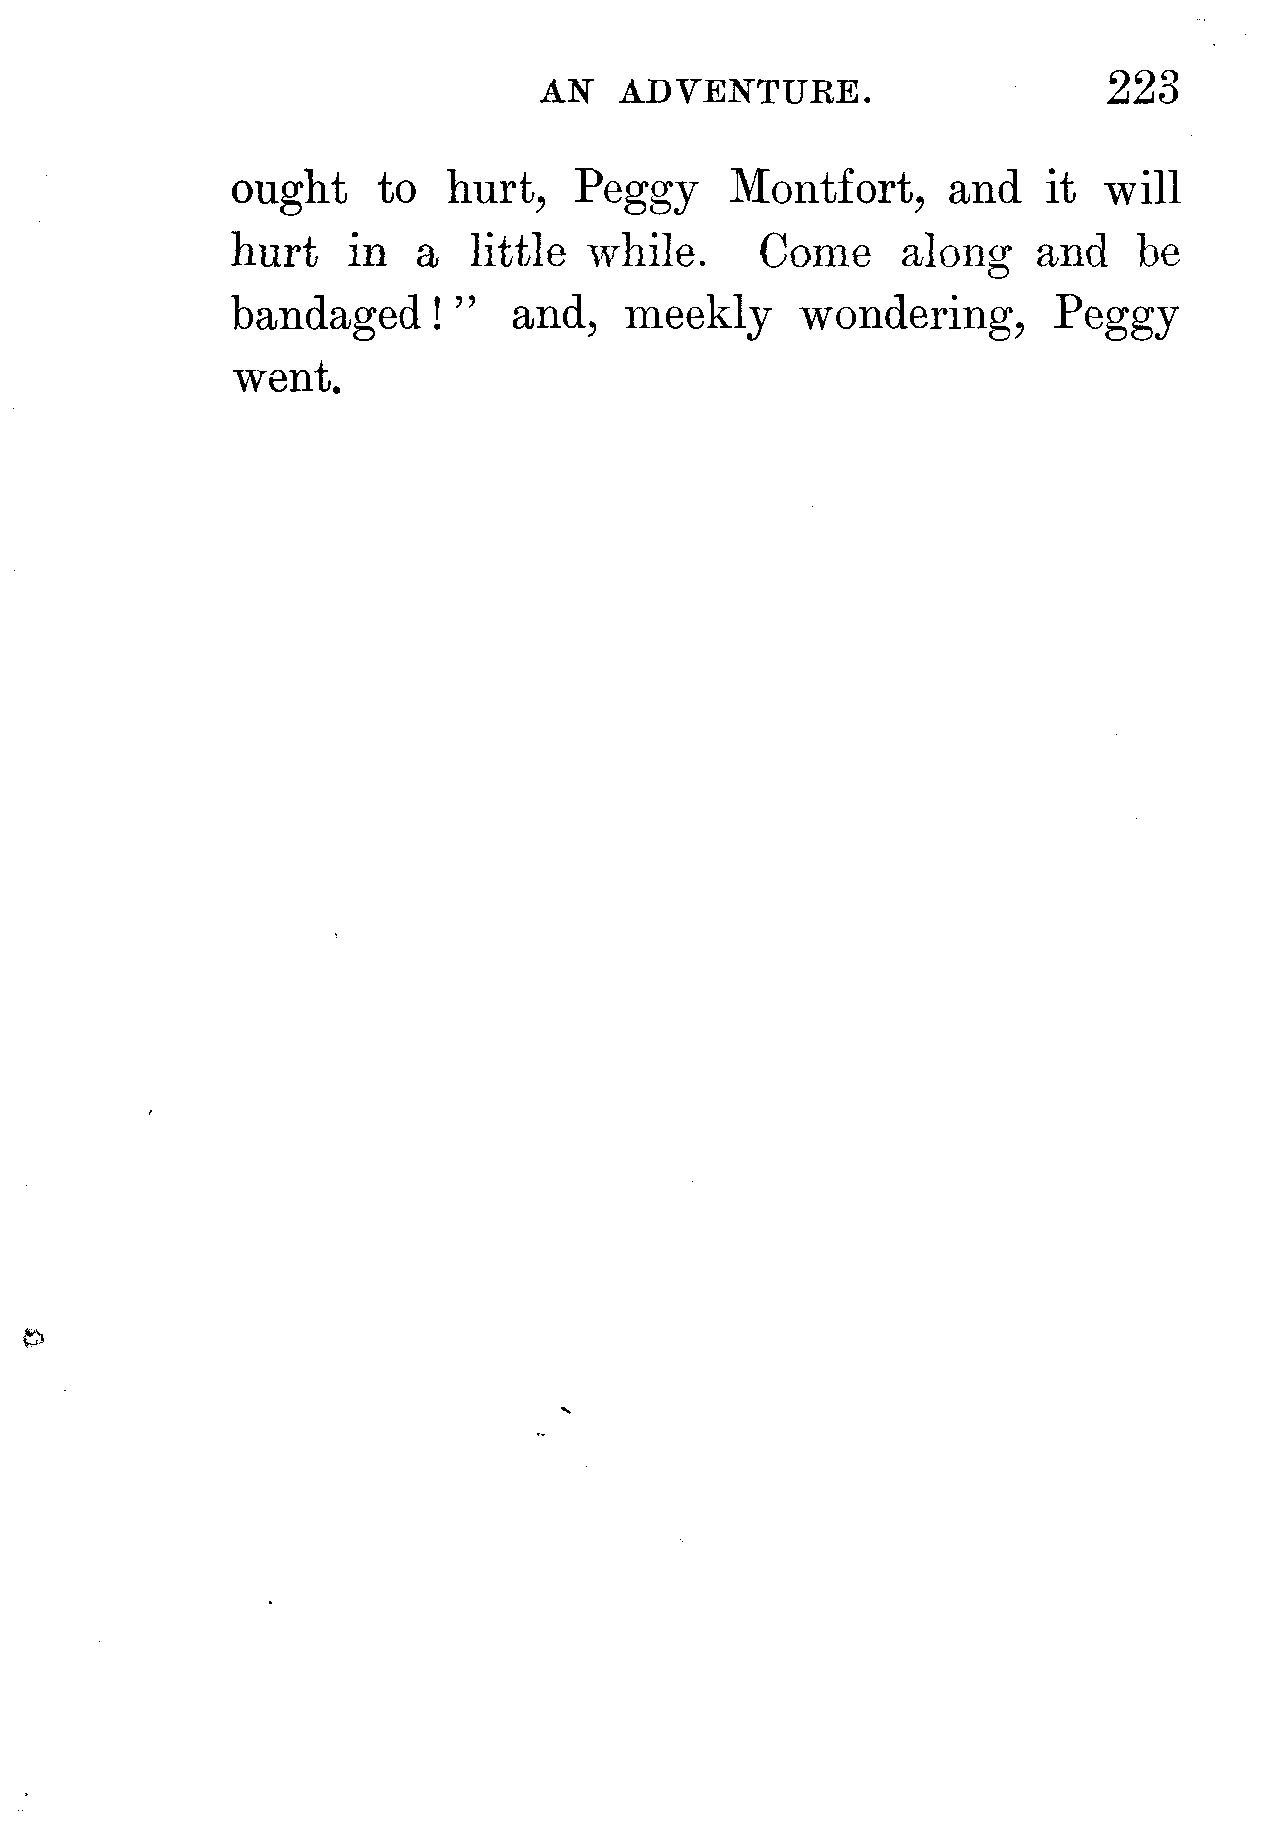 AN ADVENTURE. 223
ought to hurt, Peggy Montfort, and it will
hurt in a little while. Come along and be
bandaged!" and, meekly wondering, Peggy
went.